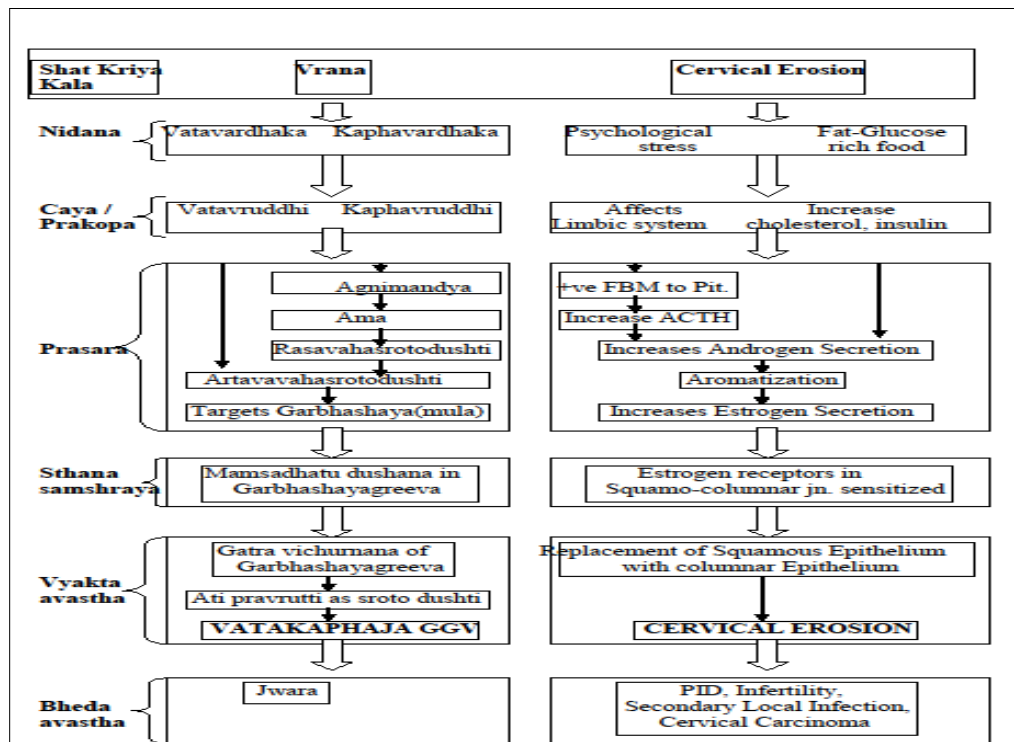 Shat Kriya Kala
Vrana
Cervical Erosion
Nidana
Vatavardhaka Kaphavardhaka
Psychological stress
Fat-Glucose rich food
Caya / Prakopa
Vatavruddhi Kaphavruddhi
Affects Limbic system
Increase cholesterol, insulin
Prasara
Agnimandya
Ama
Rasavahasrotodushti
Artavavahasrotodushti
Targets Garbhashaya(mula)
+ve FBM to Pit.
Increase ACTH
Increases Androgen Secretion
Aromatization
Increases Estrogen Secretion
Sthana samshraya
Mamsadhatu dushana in
Garbhashayagreeva
Estrogen receptors in
Squamo-columnar jn. sensitized
Vyakta avastha
Gatra vichurnana of
Garbhashayagreeva
Ati pravrutti as sroto dushti
VATAKAPHAJA GGV
Replacement of Squamous Epithelium
with columnar Epithelium
CERVICAL EROSION
Bheda avastha
Jwara
PID, Infertility,
Secondary Local Infection,
Cervical Carcinoma